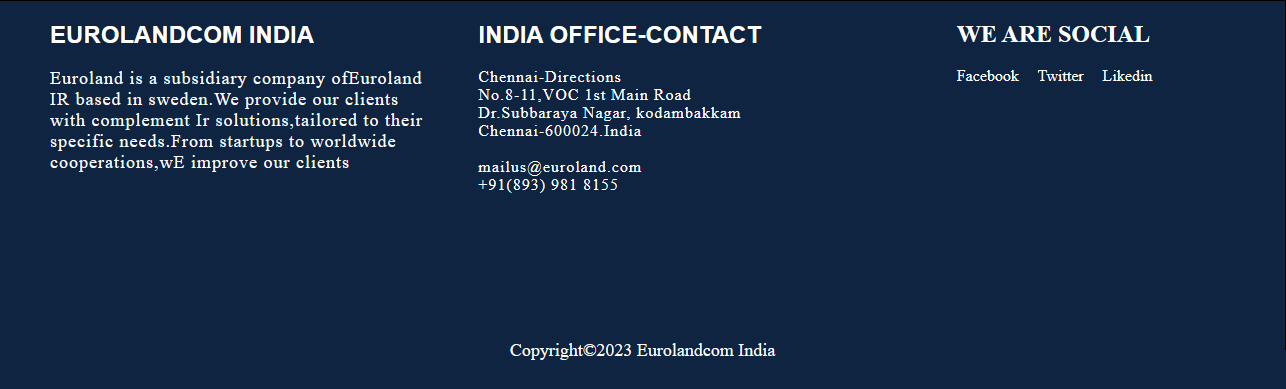 EUROLANDCOM INDIA
Euroland is a subsidiary company ofEuroland
IR based in sweden.We provide our clients
with complement Ir solutions,tailored to their
specific needs.From startups to worldwide
cooperations,wE improve our clients
INDIA OFFICE-CONTACT
Chennai-Directions
No.8-11,VOC 1st Main Road
Dr.Subbaraya Nagar, kodambakkam
Chennai-600024.India
mailus@euroland.com
+91(893) 981 8155
WE ARE SOCIAL
Facebook Twitter Likedin
Copyright©2023 Eurolandcom India